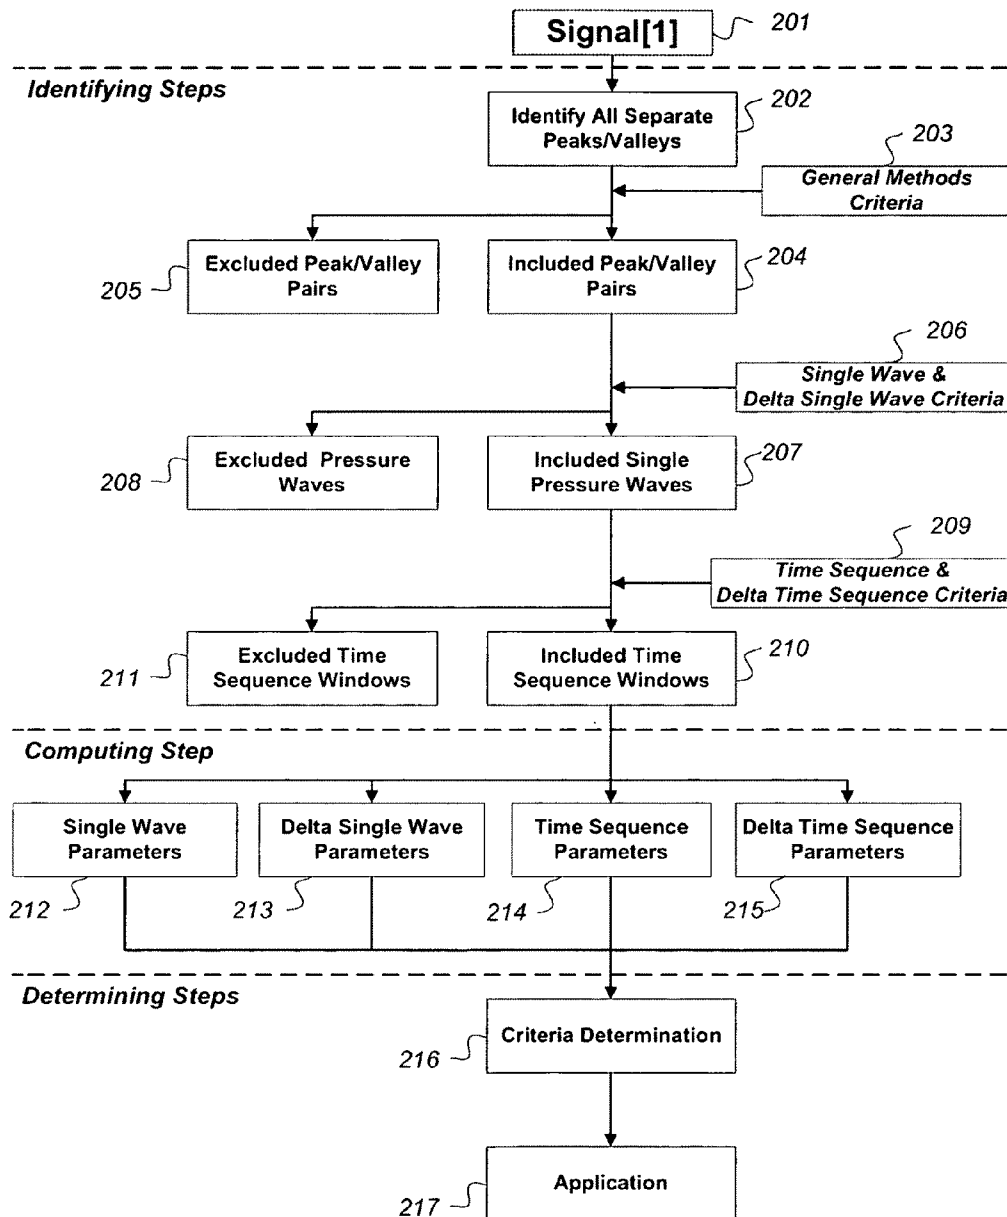 Signal[1]
201
Identifying Steps
202
Identify All Separate
Peaks/Valleys
203
General Methods
Criteria
Excluded Peak/Valley
Pairs
205
Included Peak/Valley
Pairs
204
206
Single Wave &
Delta Single Wave Criteria
Excluded Pressure
Waves
208
Included Single
Pressure Waves
207
209
Time Sequence &
Delta Time Sequence Criteria
Excluded Time
Sequence Windows
211
Included Time
Sequence Windows
210
Computing Step
Single Wave
Parameters
212
Delta Single Wave
Parameters
213
Time Sequence
Parameters
214
Delta Time Sequence
Parameters
215
Determining Steps
Criteria Determination
216
Application
217